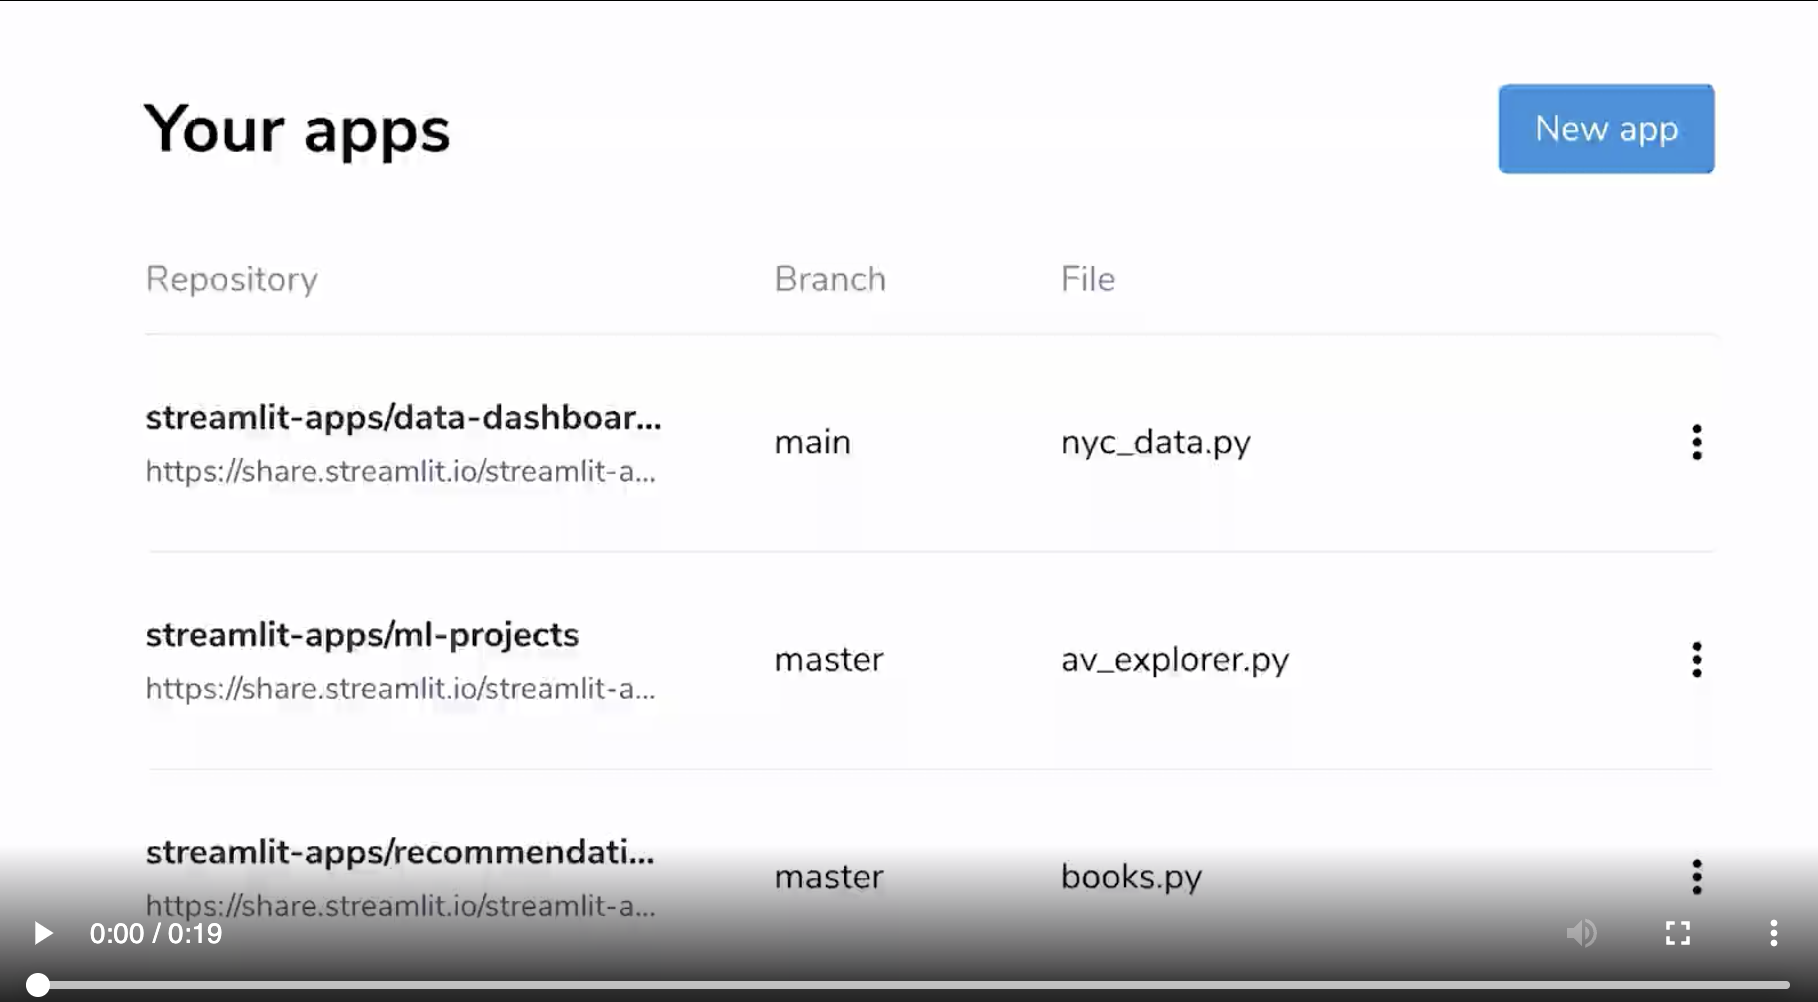 Your apps
New app
Repository Branch File
streamlit-apps/data-dashboar...
https://share.streamlit.io/streamlit-a...
main nyc_data.py
streamlit-apps/ml-projects
https://share.streamlit.io/streamlit-a...
master av_explorer.py
streamlit-apps/recommendati...
https://share.streamlit.io/streamlit-a...
master books.py
0:00 / 0:19